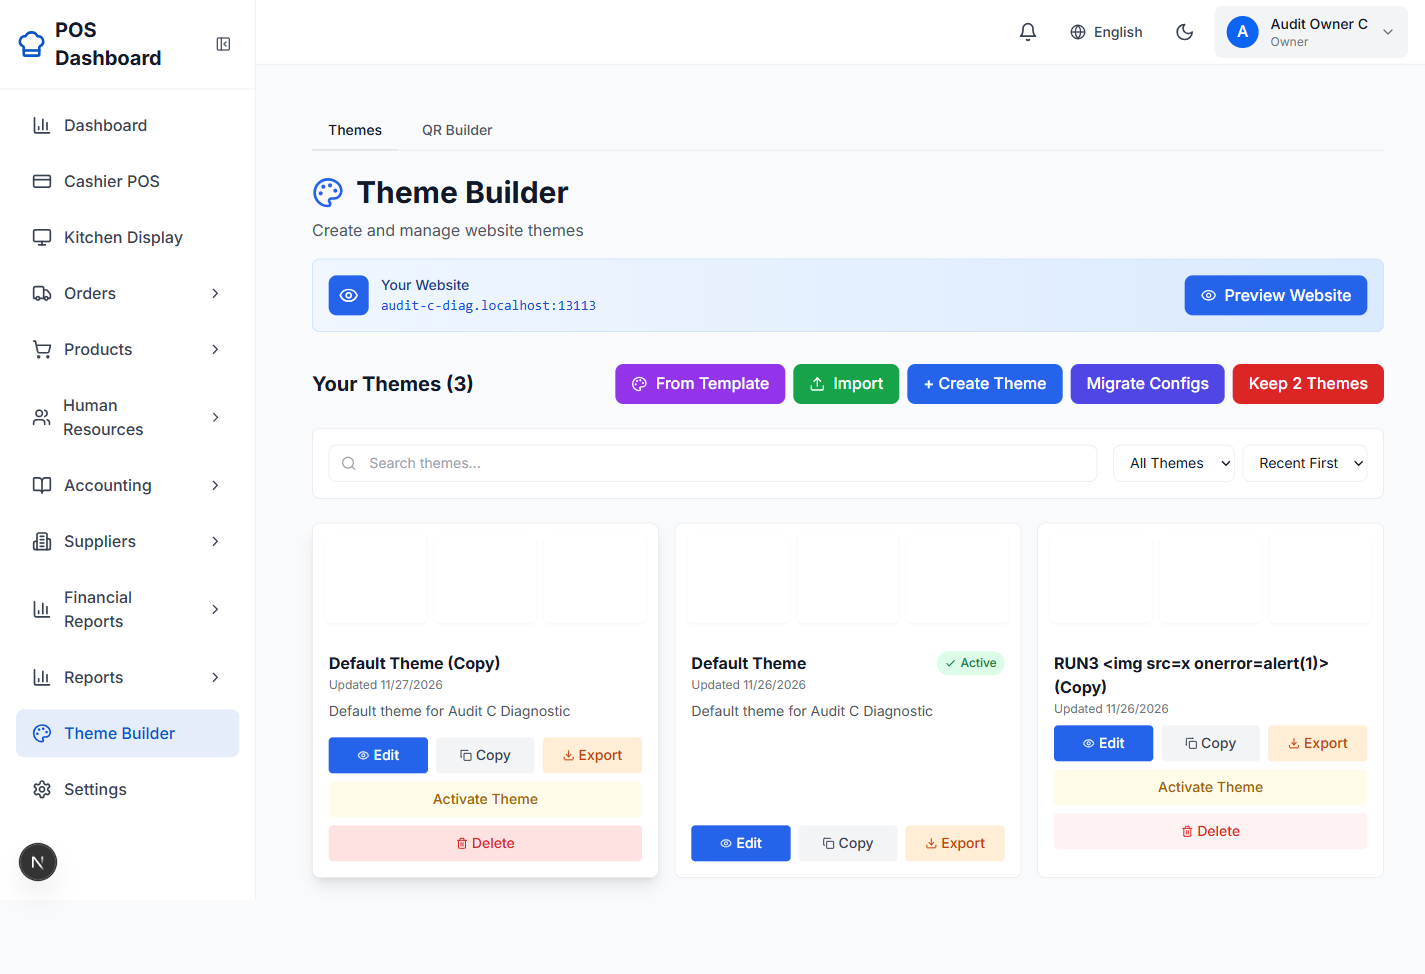 POS
Dashboard
English
A
Audit Owner C
Owner
Dashboard
Cashier POS
Kitchen Display
Orders
Products
Human
Resources
Accounting
Suppliers
Financial
Reports
Reports
Theme Builder
Settings
N
Themes
QR Builder
Theme Builder
Create and manage website themes
Your Website
audit-c-diag.localhost:13113
Preview Website
Your Themes (3)
From Template
Import
+ Create Theme
Migrate Configs
Keep 2 Themes
Search themes...
All Themes
Recent First
Default Theme (Copy)
Updated 11/27/2026
Default theme for Audit C Diagnostic
Edit
Copy
Export
Activate Theme
Delete
Default Theme
Active
Updated 11/26/2026
Default theme for Audit C Diagnostic
Edit
Copy
Export
RUN3 <img src=x onerror=alert(1)>
(Copy)
Updated 11/26/2026
Edit
Copy
Export
Activate Theme
Delete